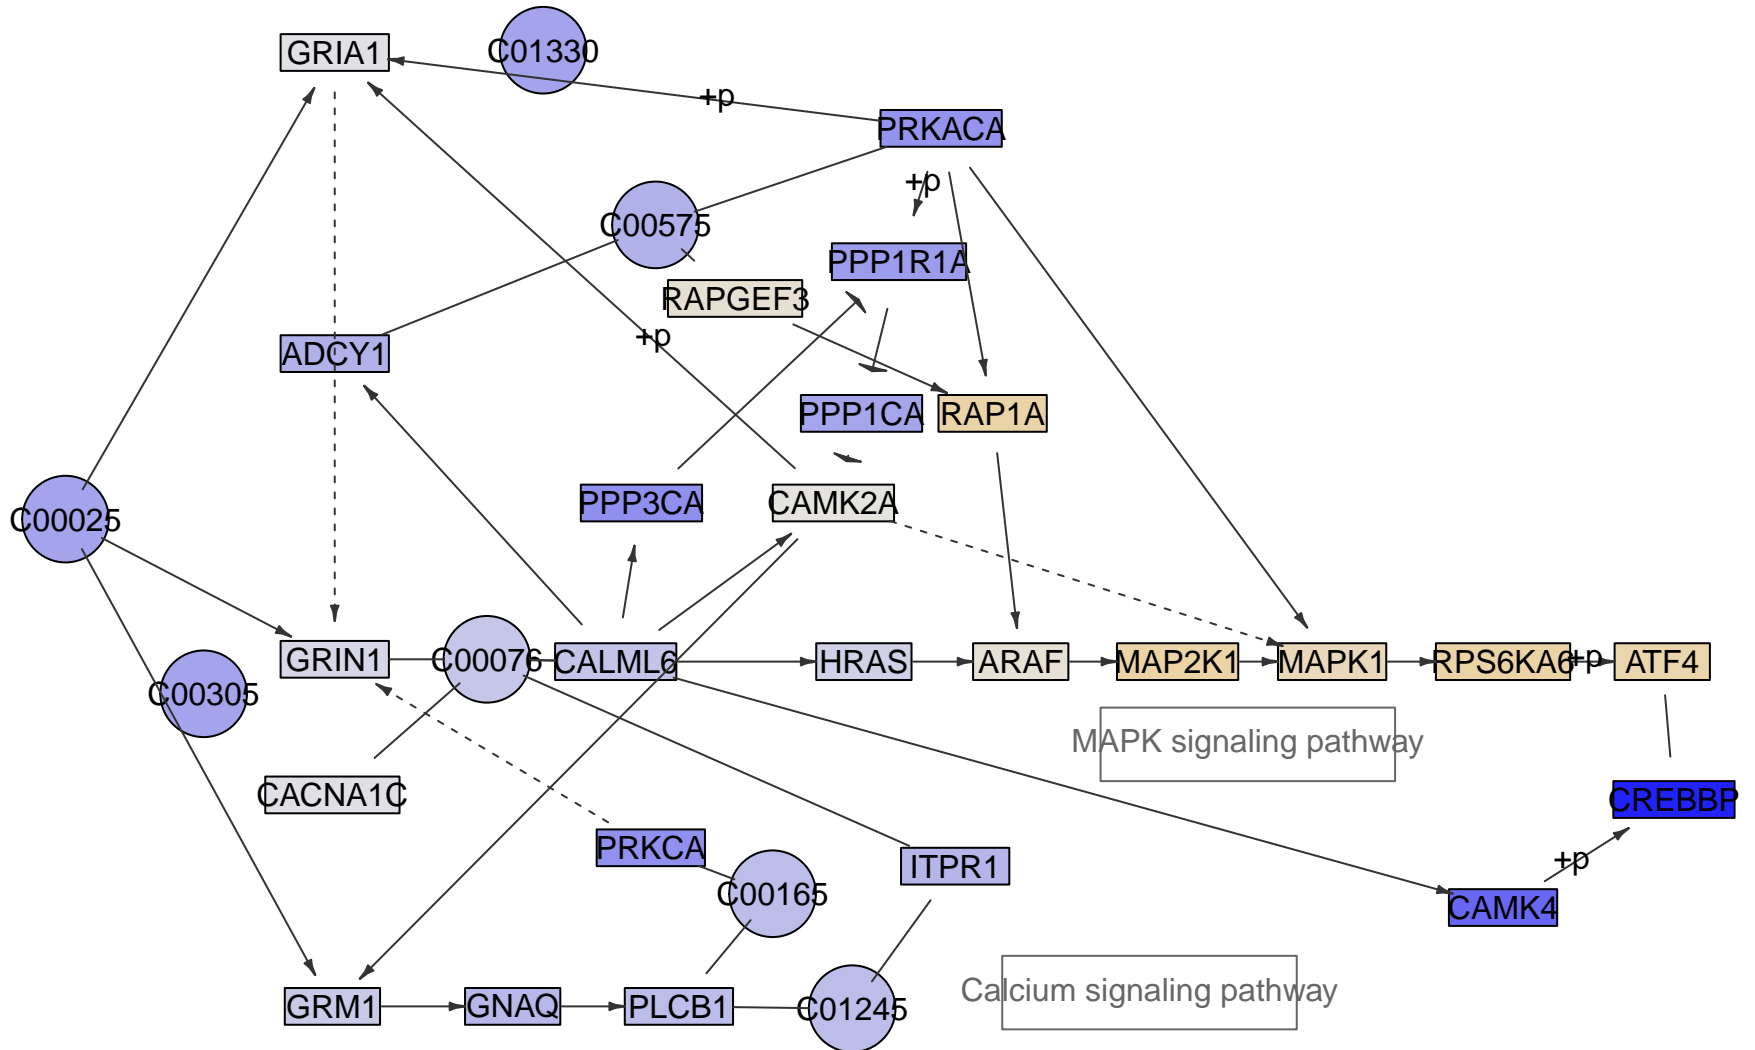 GRIA1
C01330
+p
PRKACA
+p
C00575
PPP1R1A
RAPGEF3
+p
ADCY1
PPP1CA
RAP1A
C00025
PPP3CA
CAMK2A
GRIN1
C00076
CALML6
HRAS
ARAF
MAP2K1
MAPK1
RPS6KA6
+p
ATF4
C00305
MAPK signaling pathway
CACNA1C
CREBBP
PRKCA
ITPR1
+p
C00165
CAMK4
Calcium signaling pathway
GRM1
GNAQ
PLCB1
C01245